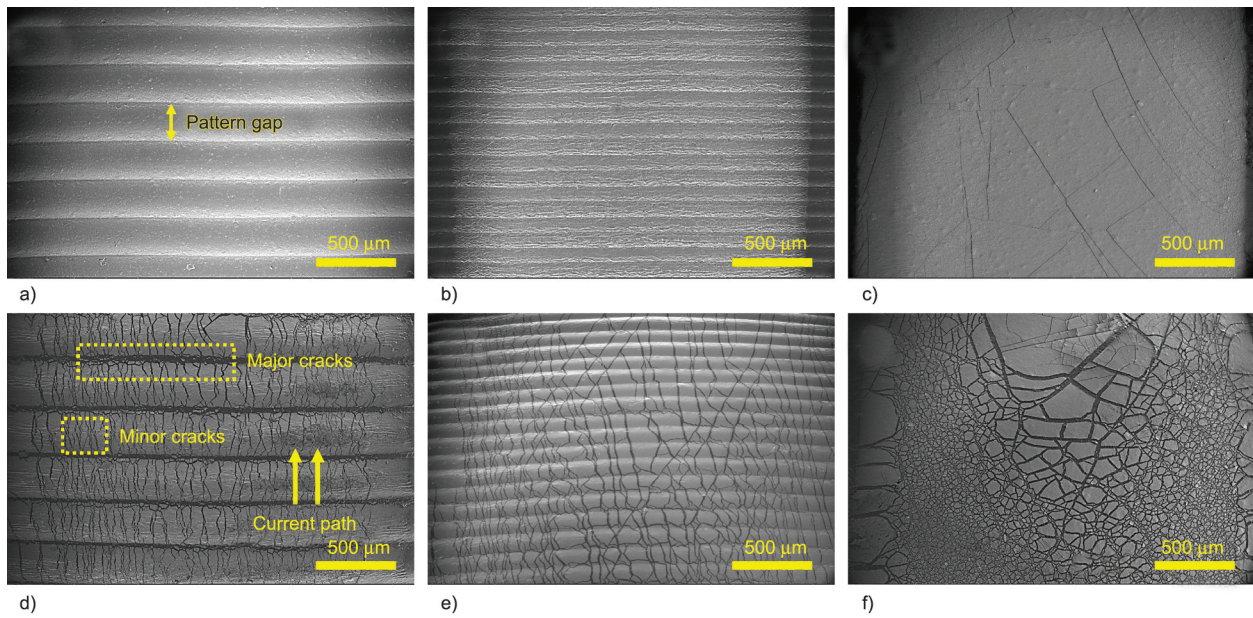 Pattern gap
500 μm
a)
500 μm
b)
500 μm
c)
Major cracks
Minor cracks
Current path
500 μm
d)
500 μm
e)
500 μm
f)